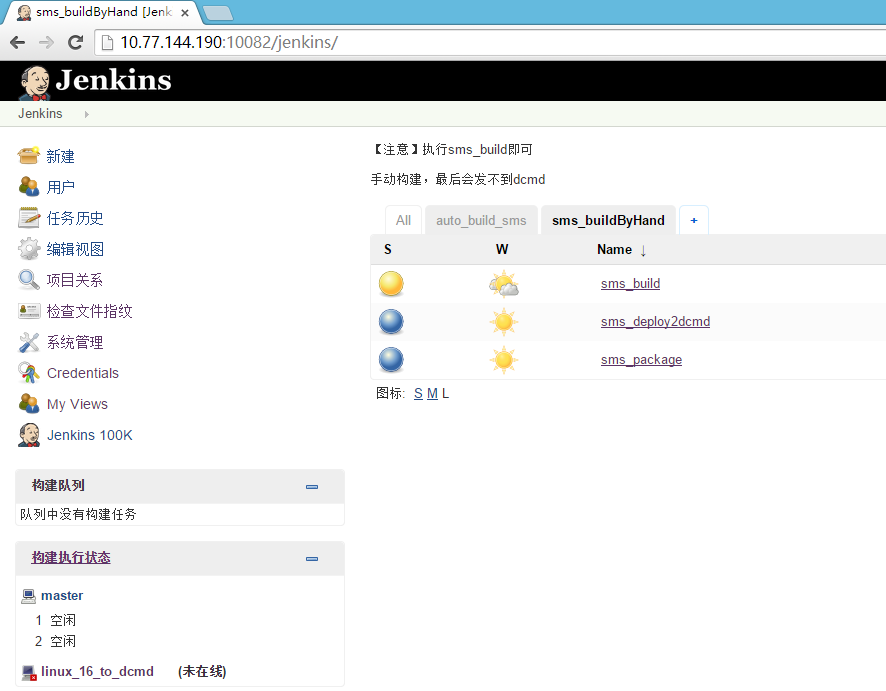 sms_buildByHand [Jenk
10.77.144.190:10082/jenkins/
Jenkins
Jenkins
新建
用户
任务历史
编辑视图
项目关系
检查文件指纹
系统管理
Credentials
My Views
Jenkins 100K
构建队列
队列中没有构建任务
构建执行状态
master
1 空闲
2 空闲
linux_16_to_dcmd (未在线)
【注意】执行sms_build即可
手动构建，最后会发不到dcmd
All auto_build_sms sms_buildByHand +
S W Name ↓
sms_build
sms_deploy2dcmd
sms_package
图标: S M L